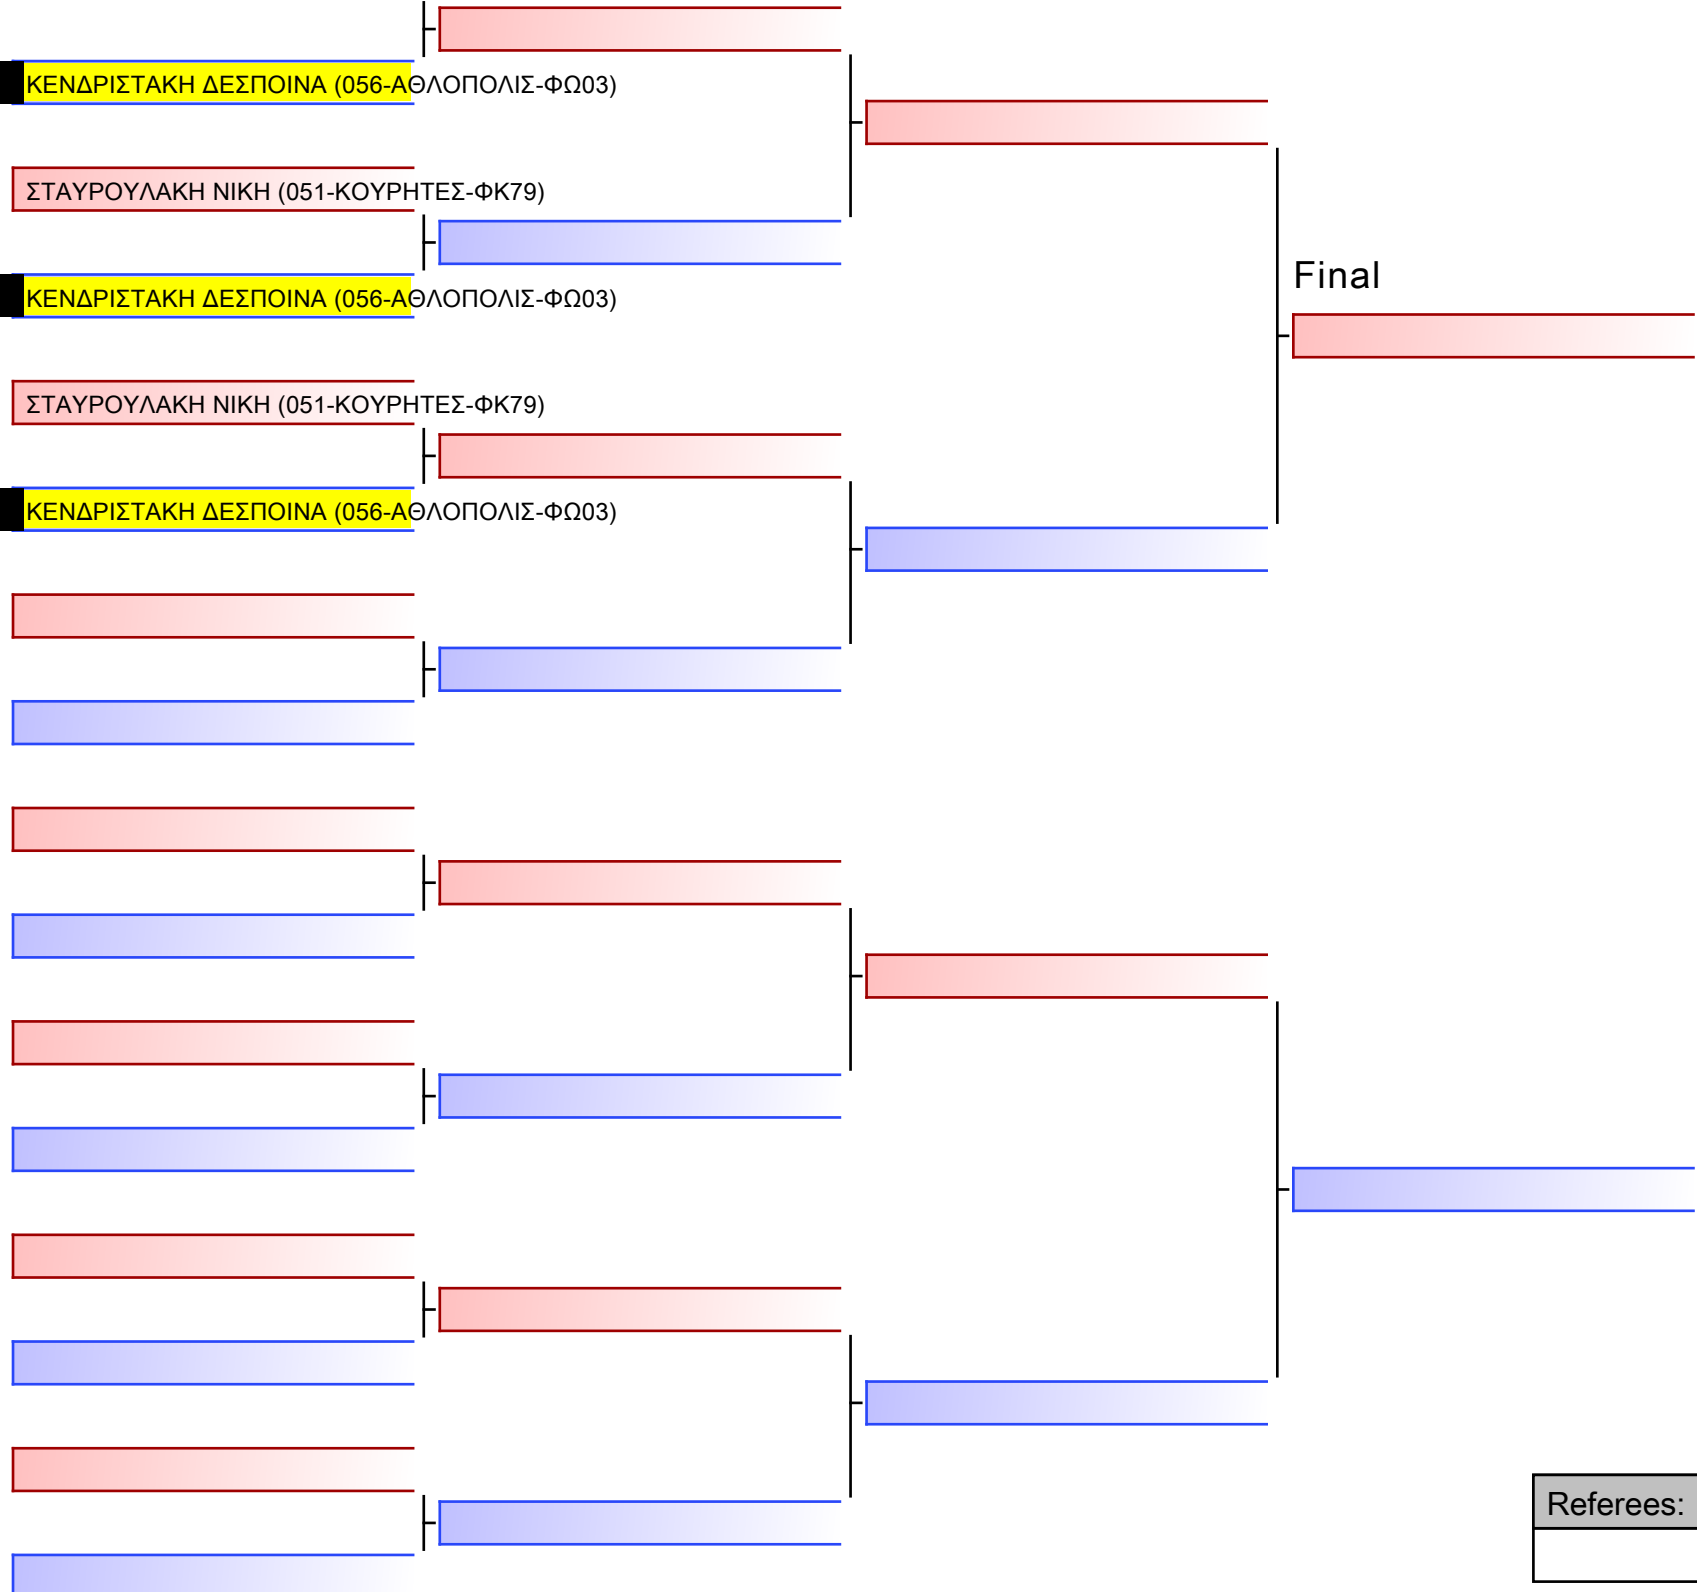 ΚΕΝΔΡΙΣΤΑΚΗ ΔΕΣΠΟΙΝΑ (056-ΑΘΛΟΠΟΛΙΣ-ΦΩ03)
ΣΤΑΥΡΟΥΛΑΚΗ ΝΙΚΗ (051-ΚΟΥΡΗΤΕΣ-ΦΚ79)
Final
ΚΕΝΔΡΙΣΤΑΚΗ ΔΕΣΠΟΙΝΑ (056-ΑΘΛΟΠΟΛΙΣ-ΦΩ03)
ΣΤΑΥΡΟΥΛΑΚΗ ΝΙΚΗ (051-ΚΟΥΡΗΤΕΣ-ΦΚ79)
ΚΕΝΔΡΙΣΤΑΚΗ ΔΕΣΠΟΙΝΑ (056-ΑΘΛΟΠΟΛΙΣ-ΦΩ03)
Referees: